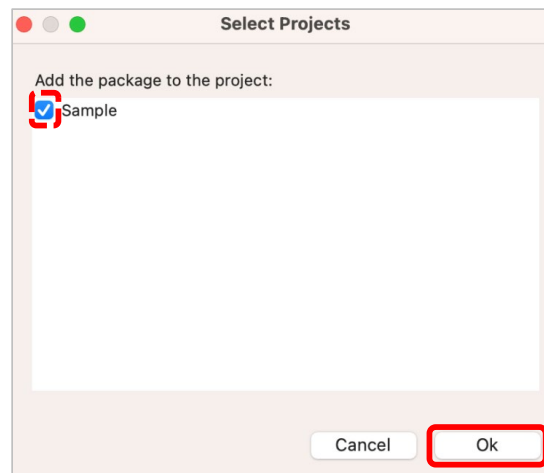 Select Projects
Add the package to the project:
Sample
Cancel
Ok